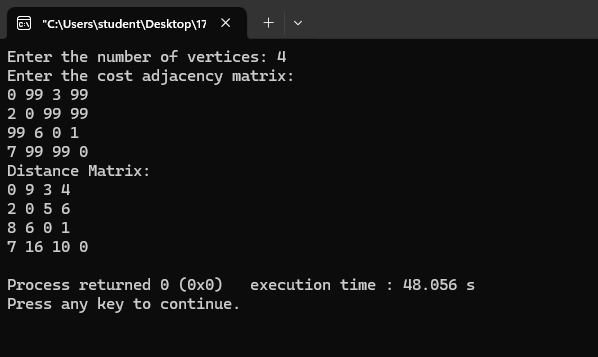 "C:\Users\student\Desktop\17
Enter the number of vertices: 4
Enter the cost adjacency matrix:
0 99 3 99
2 0 99 99
99 6 0 1
7 99 99 0
Distance Matrix:
0 9 3 4
2 0 5 6
8 6 0 1
7 16 10 0
Process returned 0 (0x0)   execution time : 48.056 s
Press any key to continue.